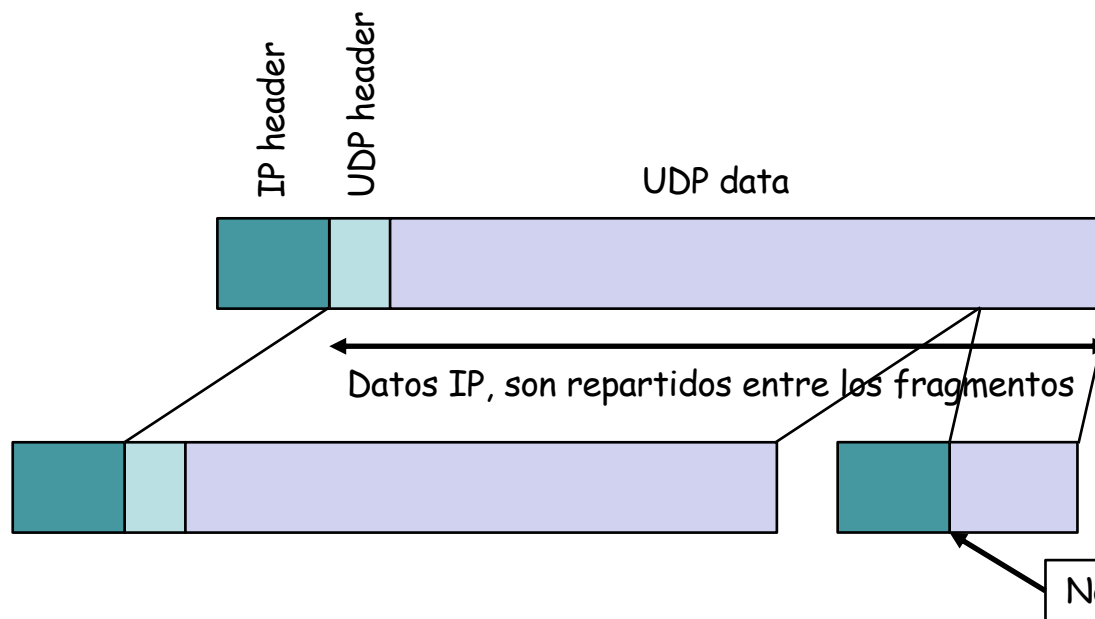 IP header
UDP header
UDP data
Datos IP, son repartidos entre los fragmentos